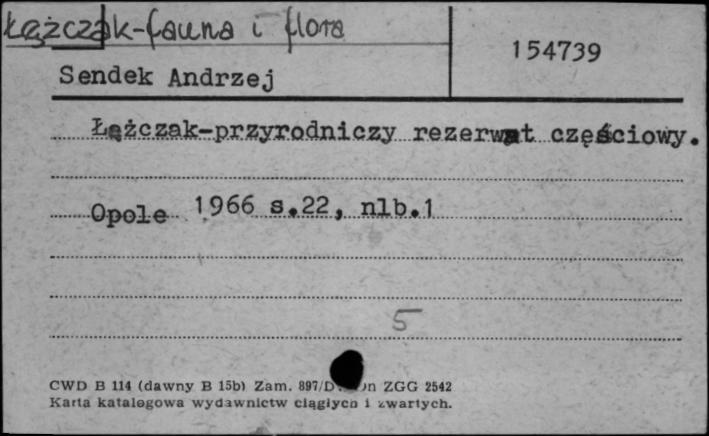 Łężczak-fauna i flora
154739
Sendek Andrzej
Łężczak-przyrodniczy rezerwat częściowy.
Opole 1966 s.22, nlb.1
5
CWD B 114 (dawny B 15b) Zam. 897/D ZGG 2542
Karta katalogowa wydawnictw ciągłych i zwartych.